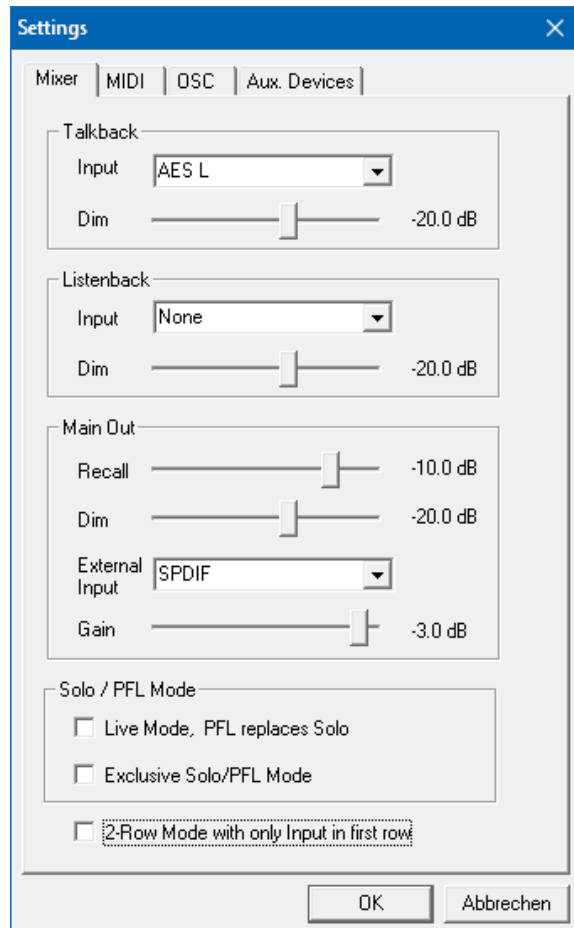 Settings
Mixer MIDI OSC Aux. Devices
Talkback
Input AES L
Dim -20.0 dB
Listenback
Input None
Dim -20.0 dB
Main Out
Recall -10.0 dB
Dim -20.0 dB
External
Input SPDIF
Gain -3.0 dB
Solo / PFL Mode
Live Mode, PFL replaces Solo
Exclusive Solo/PFL Mode
2-Row Mode with only Input in first row
OK Abbrechen